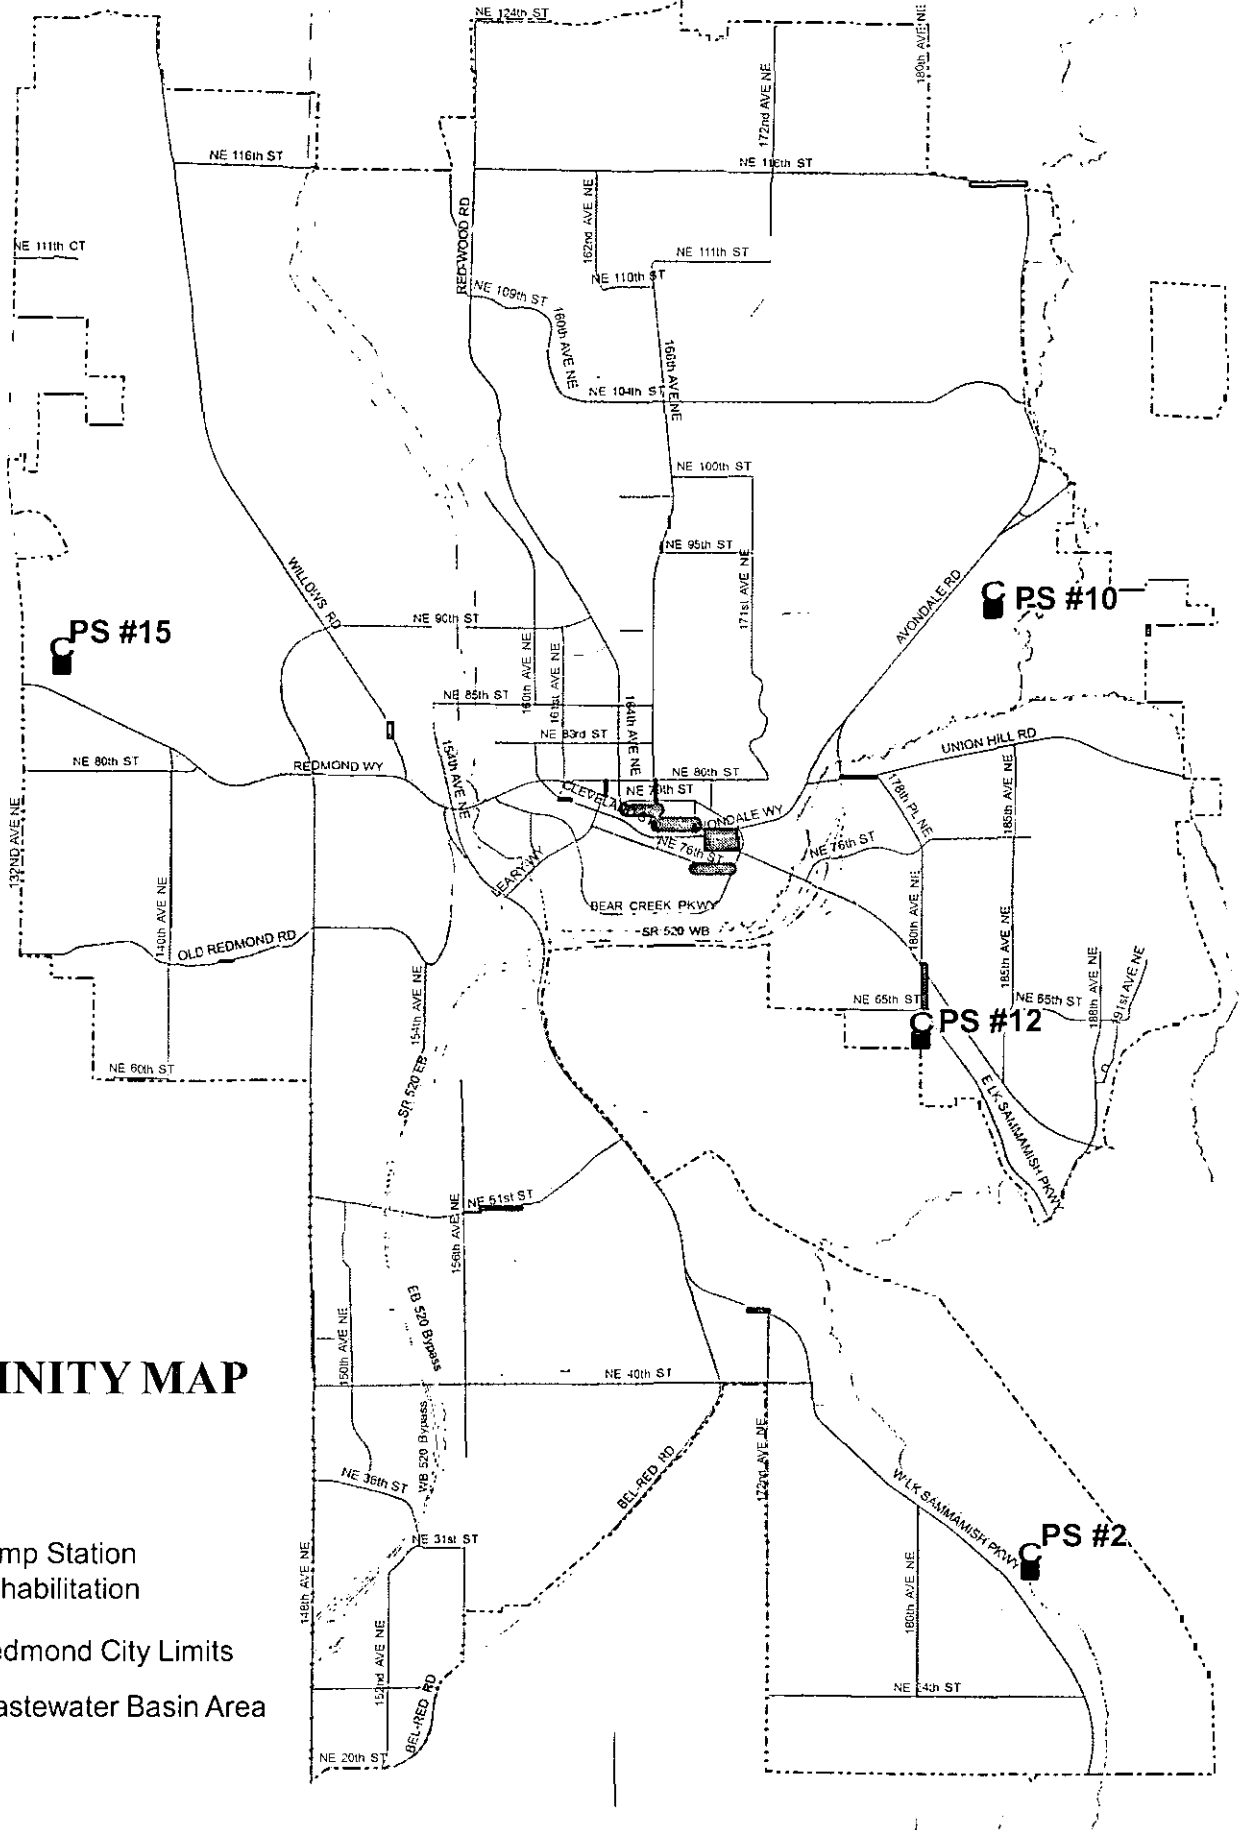 NE 124th ST
180th AVE NE
172nd AVE NE
NE 116th ST
NE 116th ST
RED-WOOD RD
162nd AVE NE
NE 111th CT
NE 111th ST
NE 110th ST
NE 109th ST
160th AVE NE
166th AVE NE
NE 104th ST
NE 100th ST
NE 95th ST
171st AVE NE
WILLOWS RD
AVONDALE RD
C PS #10
C PS #15
NE 90th ST
160th AVE NE
161st AVE NE
NE 85th ST
164th AVE NE
NE 83rd ST
154th AVE NE
UNION HILL RD
NE 80th ST
REDMOND WY
NE 80th ST
NE 79th ST
178th PL NE
185th AVE NE
132ND AVE NE
NE 76th ST
NE 76th ST
LEARY WY
140th AVE NE
BEAR CREEK PKWY
SR 520 WB
180th AVE NE
OLD REDMOND RD
185th AVE NE
188th AVE NE
191st AVE NE
154th AVE NE
NE 65th ST
NE 65th ST
C PS #12
NE 60th ST
SR 520 EB
E LK SAMMAMISH PKWY
NE 51st ST
156th AVE NE
EB 520 Bypass
150th AVE NE
INITY MAP
NE 40th ST
WB 520 Bypass
172nd AVE NE
BEL-RED RD
NE 36th ST
W LK SAMMAMISH PKWY
C PS #2
NE 31st ST
mp Station
habilitation
148th AVE NE
180th AVE NE
edmond City Limits
152nd AVE NE
BEL-RED RD
NE 24th ST
astewater Basin Area
NE 20th ST